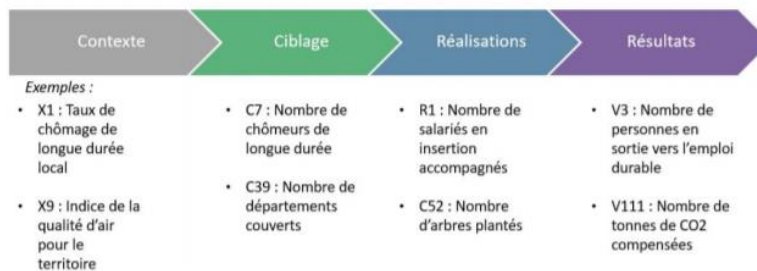 Contexte
Ciblage
Réalisations
Résultats
Exemples :
• X1 : Taux de
chômage de
longue durée
local
• X9 : Indice de la
qualité d'air
pour le
territoire
• C7 : Nombre de
chômeurs de
longue durée
• C39 : Nombre de
départements
couverts
• R1 : Nombre de
salariés en
insertion
accompagnés
• C52 : Nombre
d'arbres plantés
• V3 : Nombre de
personnes en
sortie vers l'emploi
durable
• V111 : Nombre de
tonnes de CO2
compensées